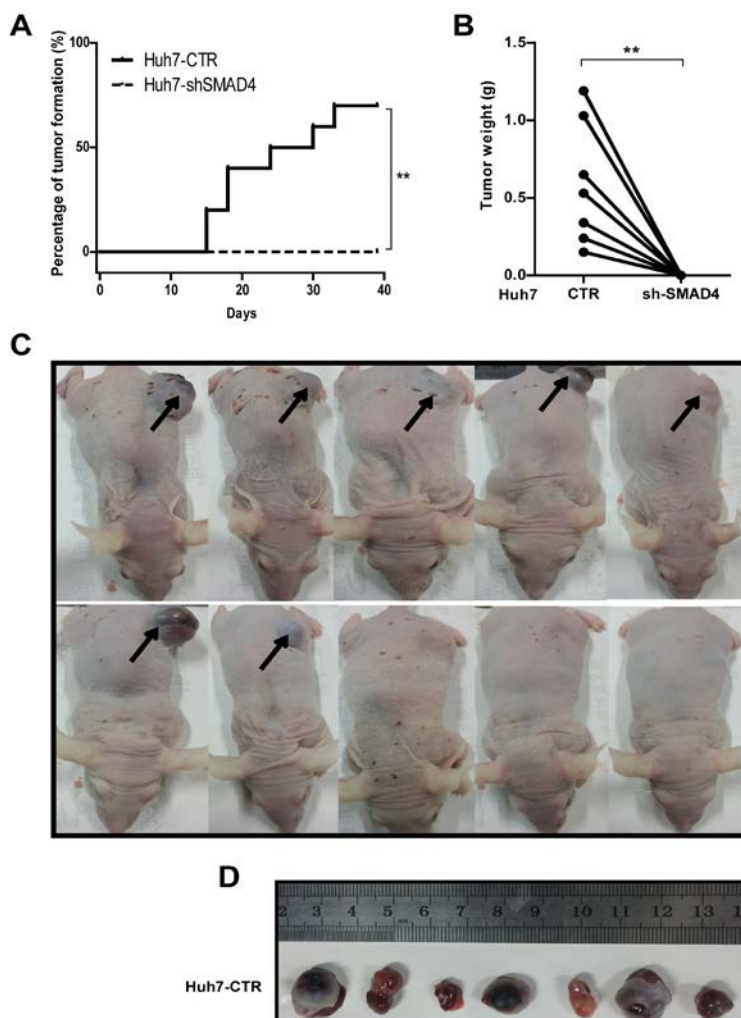 A
Percentage of tumor formation (%)
100
50
0
Huh7-CTR
Huh7-shSMAD4
**
0 10 20 30 40
Days
B
Tumor weight (g)
1.5
1.0
0.5
0.0
**
Huh7 CTR sh-SMAD4
C
D
2 3 4 5 6 7 8 9 10 11 12 13
Huh7-CTR